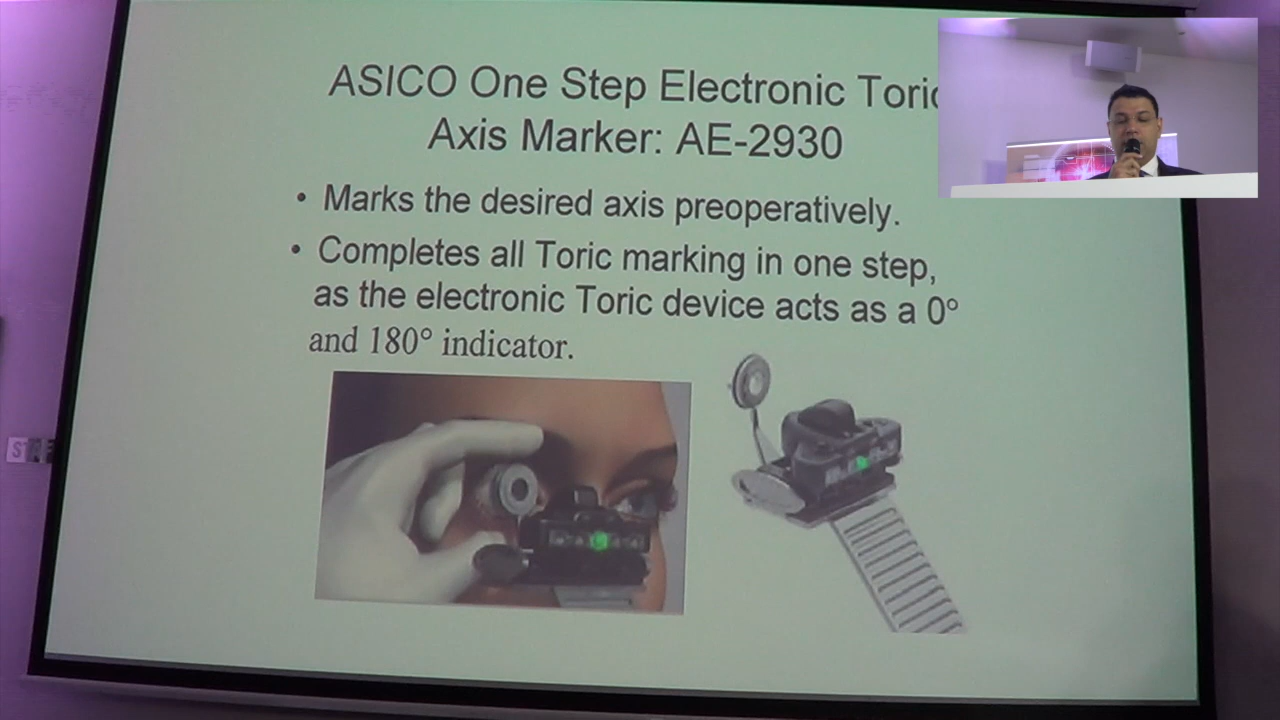 ASICO One Step Electronic Toric
Axis Marker: AE-2930
• Marks the desired axis preoperatively.
• Completes all Toric marking in one step,
as the electronic Toric device acts as a 0°
and 180° indicator.